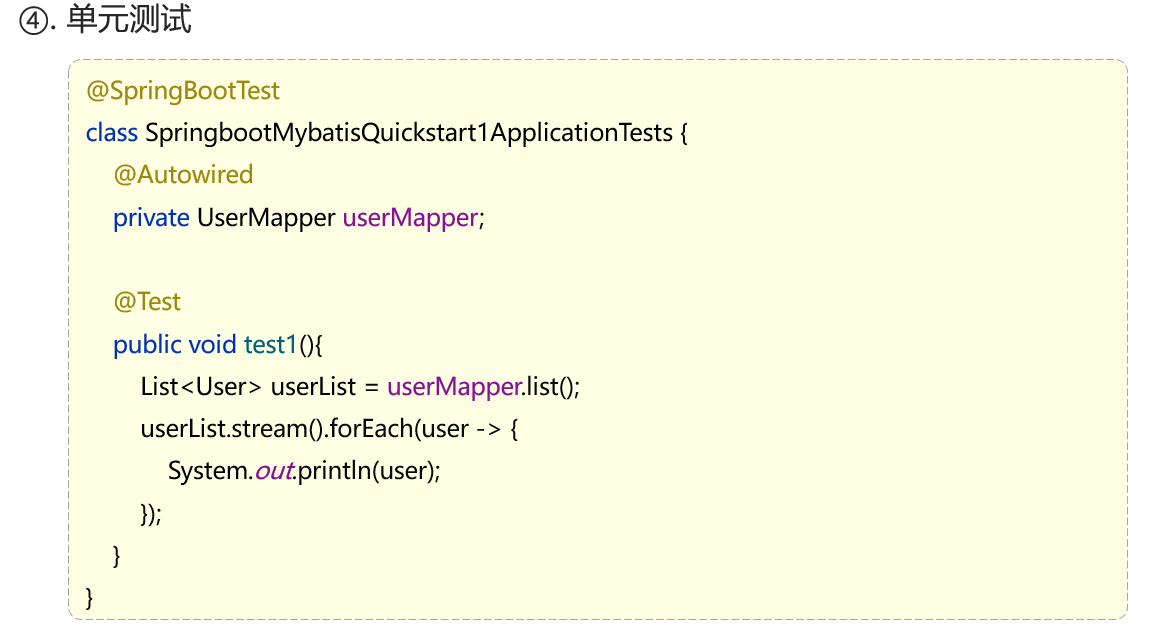 ④. 单元测试
@SpringBootTest
class SpringbootMybatisQuickstart1ApplicationTests {
@Autowired
private UserMapper userMapper;
@Test
public void test1(){
List<User> userList = userMapper.list();
userList.stream().forEach(user -> {
System.out.println(user);
});
}
}